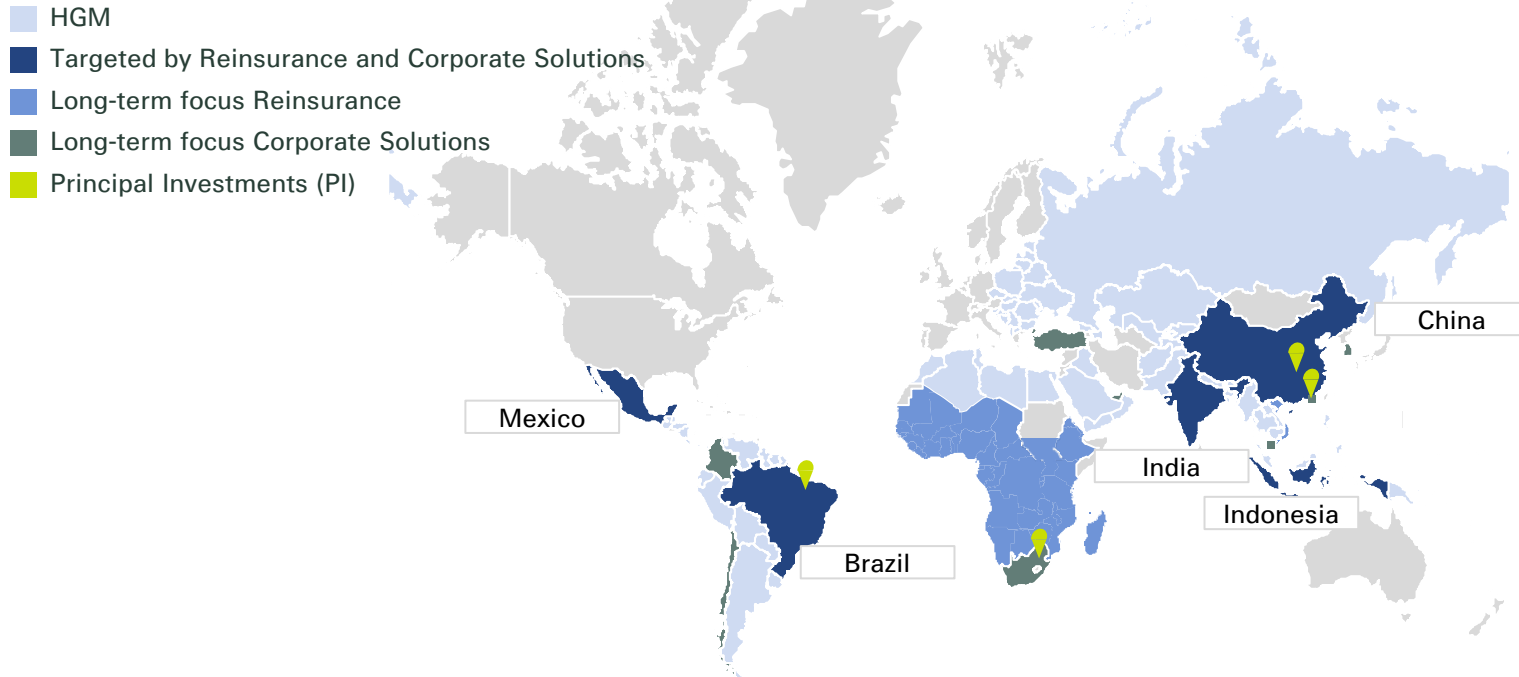 HGM
Targeted by Reinsurance and Corporate Solutions
Long-term focus Reinsurance
Long-term focus Corporate Solutions
Principal Investments (PI)
China
Mexico
India
Indonesia
Brazil